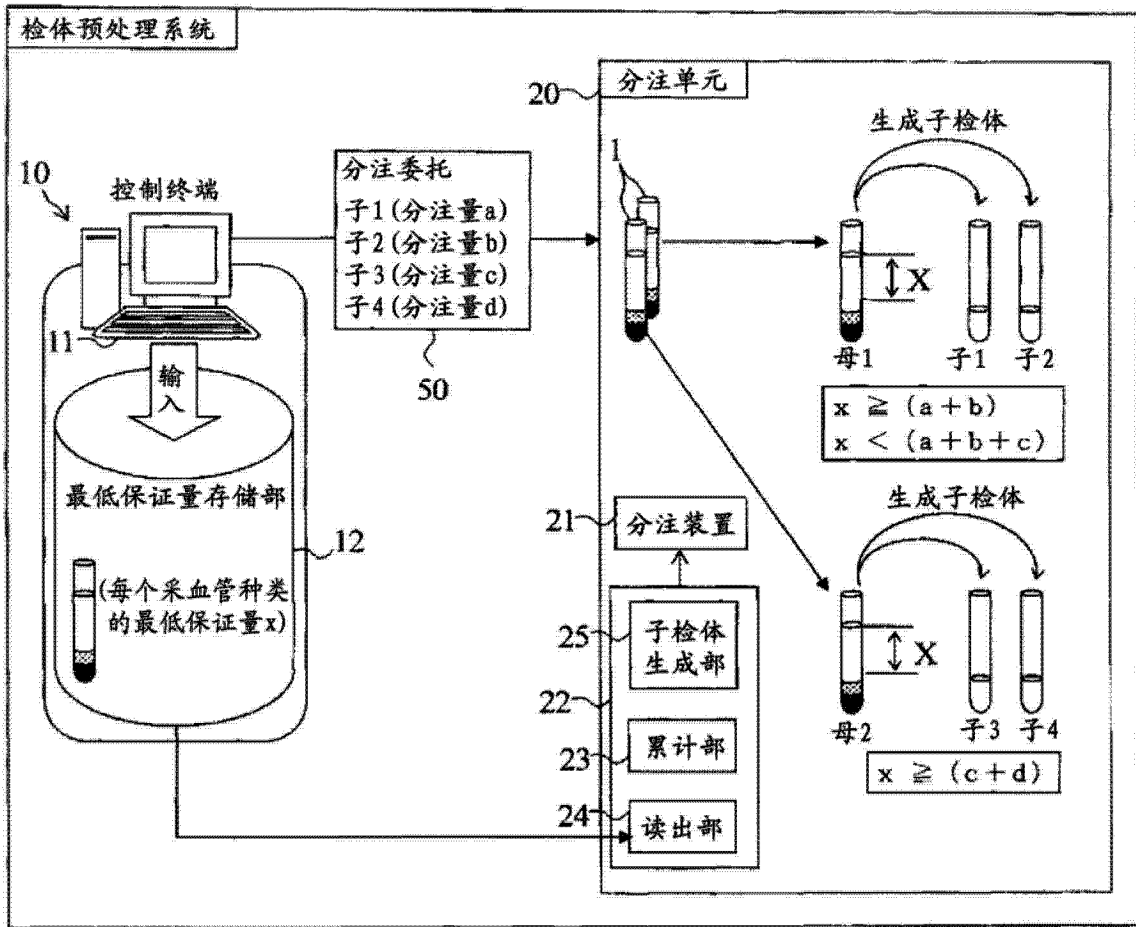 检体预处理系统
20
分注单元
生成子检体
1
10
控制终端
分注委托
子1(分注量a)
子2(分注量b)
子3(分注量c)
子4(分注量d)
11
50
X
母1
子1
子2
输入
x ≧ (a+b)
x < (a+b+c)
最低保证量存储部
12
(每个采血管种类
的最低保证量x)
21
分注装置
生成子检体
25
子检体
生成部
22
X
母2
子3
子4
23
累计部
x ≧ (c+d)
24
读出部